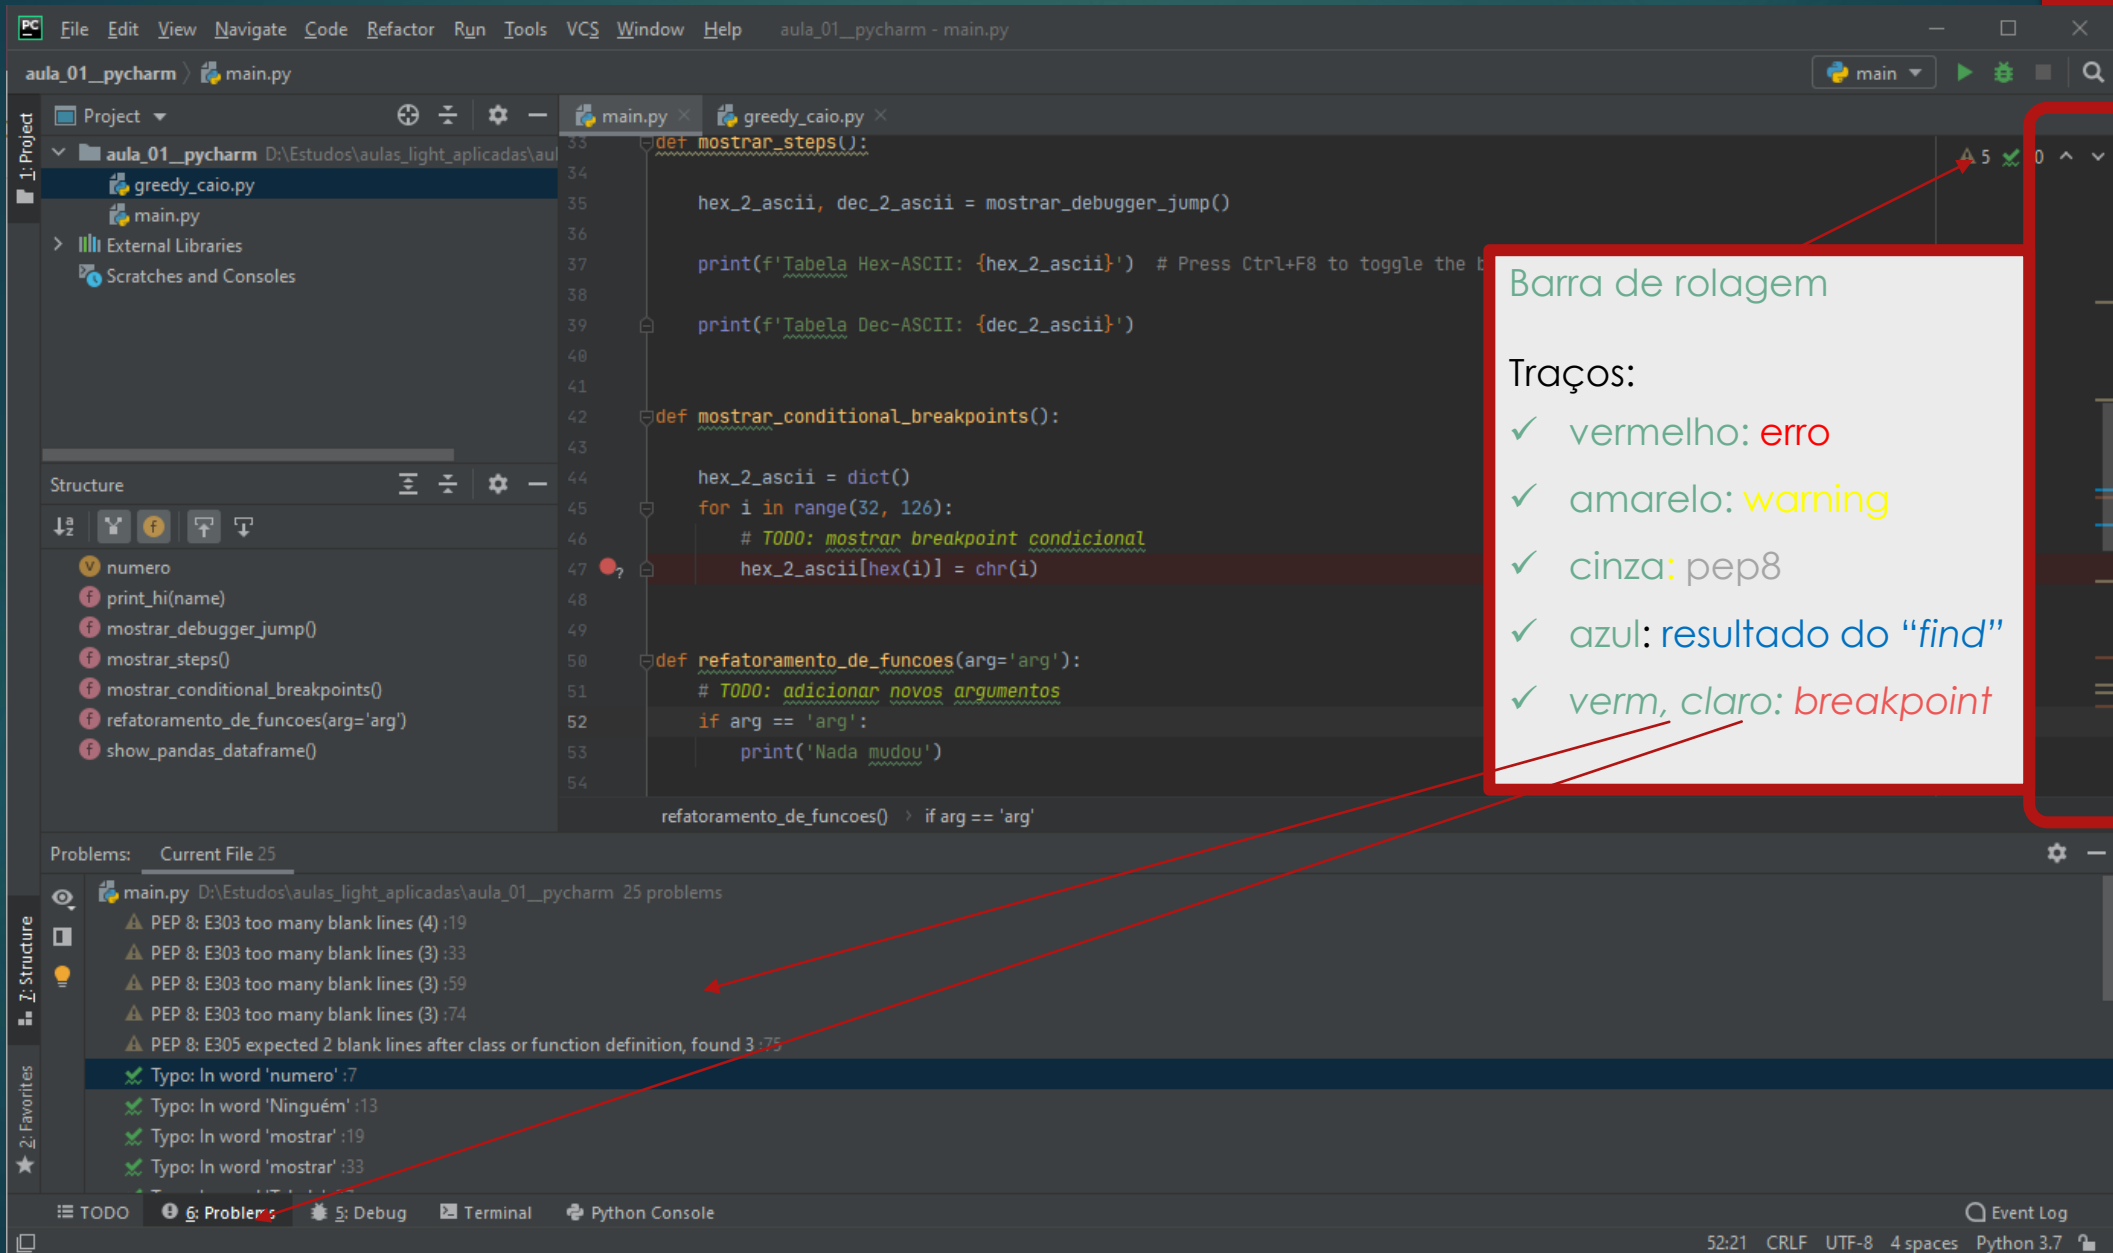 File Edit View Navigate Code Refactor Run Tools VCS Window Help aula_01__pycharm - main.py
aula_01__pycharm main.py main
1: Project
Project
aula_01__pycharm D:\Estudos\aulas_light_aplicadas\aul
greedy_caio.py
main.py
External Libraries
Scratches and Consoles
Structure
numero
print_hi(name)
mostrar_debugger_jump()
mostrar_steps()
mostrar_conditional_breakpoints()
refatoramento_de_funcoes(arg='arg')
show_pandas_dataframe()
main.py greedy_caio.py
5 0
33 def mostrar_steps():
34
35 hex_2_ascii, dec_2_ascii = mostrar_debugger_jump()
36
37 print(f'Tabela Hex-ASCII: {hex_2_ascii}') # Press Ctrl+F8 to toggle the b
38
39 print(f'Tabela Dec-ASCII: {dec_2_ascii}')
40
41
42 def mostrar_conditional_breakpoints():
43
44 hex_2_ascii = dict()
45 for i in range(32, 126):
46 # TODO: mostrar breakpoint condicional
47 hex_2_ascii[hex(i)] = chr(i)
48
49
50 def refatoramento_de_funcoes(arg='arg'):
51 # TODO: adicionar novos argumentos
52 if arg == 'arg':
53 print('Nada mudou')
54
refatoramento_de_funcoes() if arg == 'arg'
Barra de rolagem
Traços:
✓ vermelho: erro
✓ amarelo: warning
✓ cinza: pep8
✓ azul: resultado do “find”
✓ verm, claro: breakpoint
Problems: Current File 25
main.py D:\Estudos\aulas_light_aplicadas\aula_01__pycharm 25 problems
PEP 8: E303 too many blank lines (4) :19
PEP 8: E303 too many blank lines (3) :33
PEP 8: E303 too many blank lines (3) :59
PEP 8: E303 too many blank lines (3) :74
PEP 8: E305 expected 2 blank lines after class or function definition, found 3 :75
Typo: In word 'numero' :7
Typo: In word 'Ninguém' :13
Typo: In word 'mostrar' :19
Typo: In word 'mostrar' :33
7: Structure
2: Favorites
TODO 6: Problems 5: Debug Terminal Python Console Event Log
52:21 CRLF UTF-8 4 spaces Python 3.7